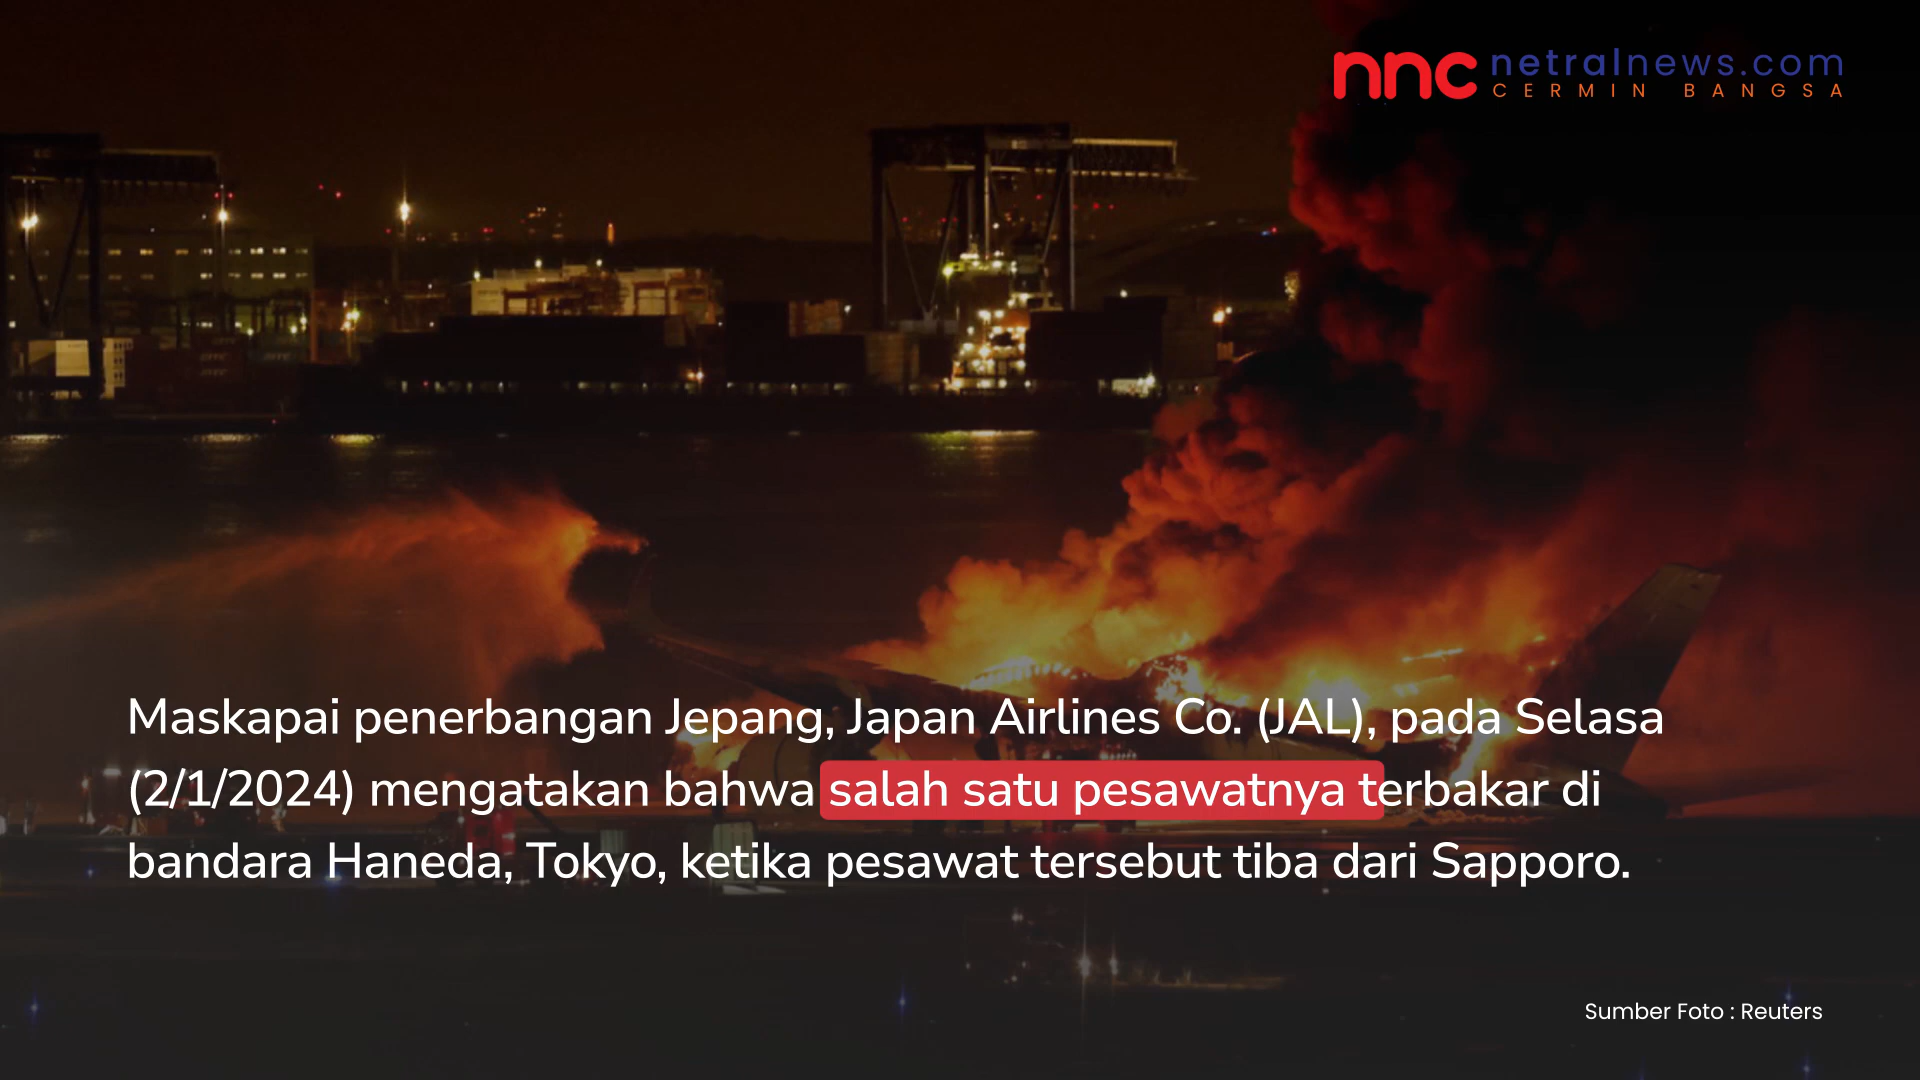 nnc netralnews.com
CERMIN BANGSA
Maskapai penerbangan Jepang, Japan Airlines Co. (JAL), pada Selasa
(2/1/2024) mengatakan bahwa salah satu pesawatnya terbakar di
bandara Haneda, Tokyo, ketika pesawat tersebut tiba dari Sapporo.
Sumber Foto : Reuters